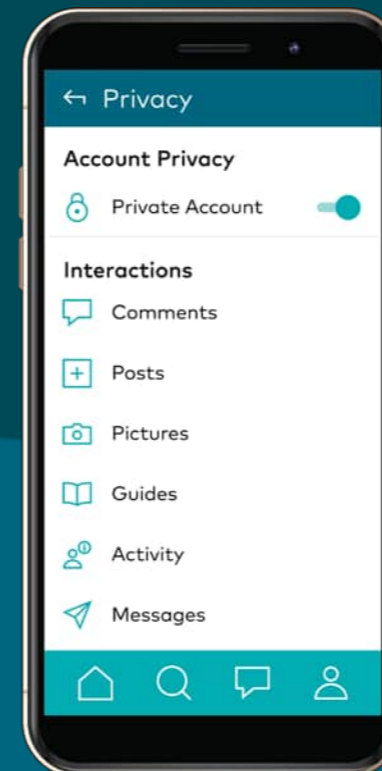 Privacy
Account Privacy
Private Account
Interactions
Comments
Posts
Pictures
Guides
Activity
Messages